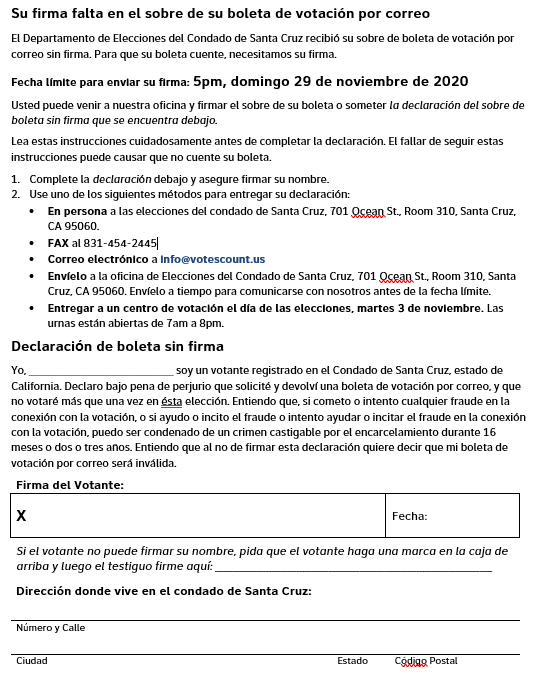 Su firma falta en el sobre de su boleta de votación por correo
El Departamento de Elecciones del Condado de Santa Cruz recibió su sobre de boleta de votación por
correo sin firma. Para que su boleta cuente, necesitamos su firma.
Fecha límite para enviar su firma: 5pm, domingo 29 de noviembre de 2020
Usted puede venir a nuestra oficina y firmar el sobre de su boleta o someter la declaración del sobre de
boleta sin firma que se encuentra debajo.
Lea estas instrucciones cuidadosamente antes de completar la declaración. El fallar de seguir estas
instrucciones puede causar que no cuente su boleta.
1. Complete la declaración debajo y asegure firmar su nombre.
2. Use uno de los siguientes métodos para entregar su declaración:
• En persona a las elecciones del condado de Santa Cruz, 701 Ocean St., Room 310, Santa Cruz,
CA 95060.
• FAX al 831-454-2445
• Correo electrónico a info@votescount.us
• Envíelo a la oficina de Elecciones del Condado de Santa Cruz, 701 Ocean St., Room 310, Santa
Cruz, CA 95060. Envíelo a tiempo para comunicarse con nosotros antes de la fecha límite.
• Entregar a un centro de votación el día de las elecciones, martes 3 de noviembre. Las
urnas están abiertas de 7am a 8pm.
Declaración de boleta sin firma
Yo, ______________________ soy un votante registrado en el Condado de Santa Cruz, estado de
California. Declaro bajo pena de perjurio que solicité y devolví una boleta de votación por correo, y que
no votaré más que una vez en ésta elección. Entiendo que, si cometo o intento cualquier fraude en la
conexión con la votación, o si ayudo o incito el fraude o intento ayudar o incitar el fraude en la conexión
con la votación, puedo ser condenado de un crimen castigable por el encarcelamiento durante 16
meses o dos o tres años. Entiendo que al no de firmar esta declaración quiere decir que mi boleta de
votación por correo será inválida.
Firma del Votante:
X Fecha:
Si el votante no puede firmar su nombre, pida que el votante haga una marca en la caja de
arriba y luego el testiguo firme aquí: ______________________________________________
Dirección donde vive en el condado de Santa Cruz:
Número y Calle
Ciudad Estado Código Postal